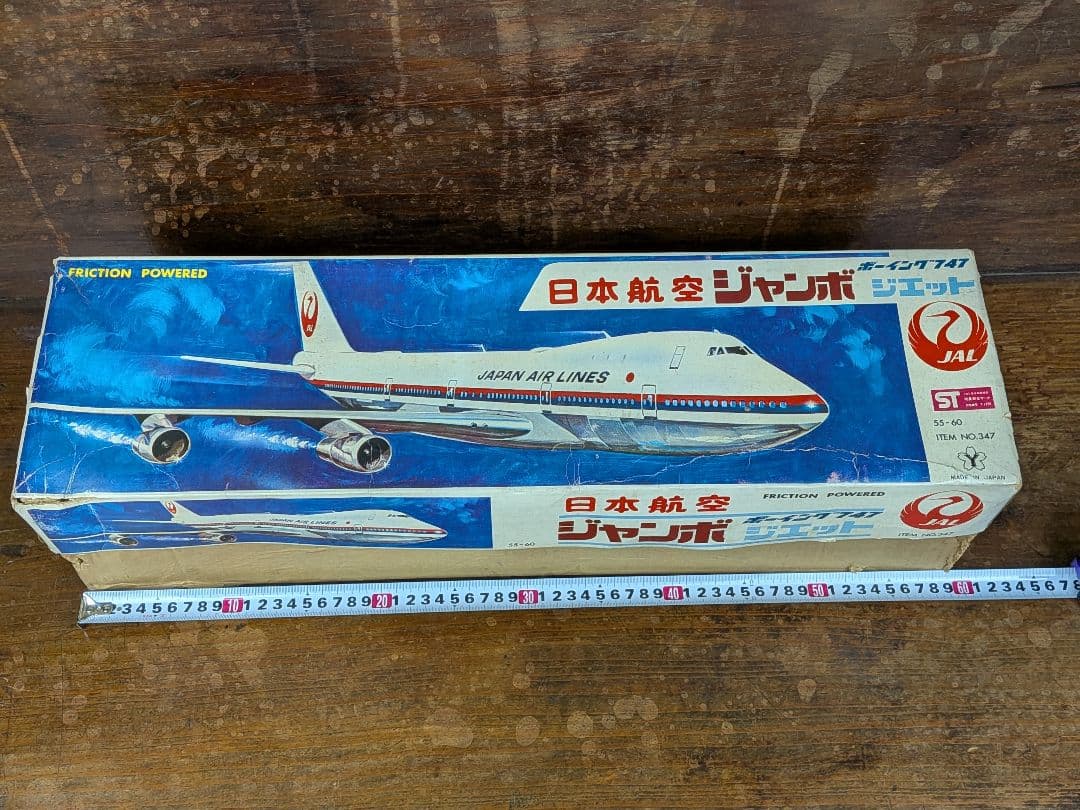 FRICTION POWERED
日本航空 ジャンボ ボーイング747
ジェット
JAPAN AIR LINES
JAL
ST
55-60
ITEM NO.347
MADE IN JAPAN
日本航空 FRICTION POWERED
ジャンボ ボーイング747
ジェット
JAL
JAPAN AIR LINES
55-60
ITEM NO.347
3 4 5 6 7 8 9 10 1 2 3 4 5 6 7 8 9 20 1 2 3 4 5 6 7 8 9 30 1 2 3 4 5 6 7 8 9 40 1 2 3 4 5 6 7 8 9 50 1 2 3 4 5 6 7 8 9 60 1 2 3 4 5 6 7 8